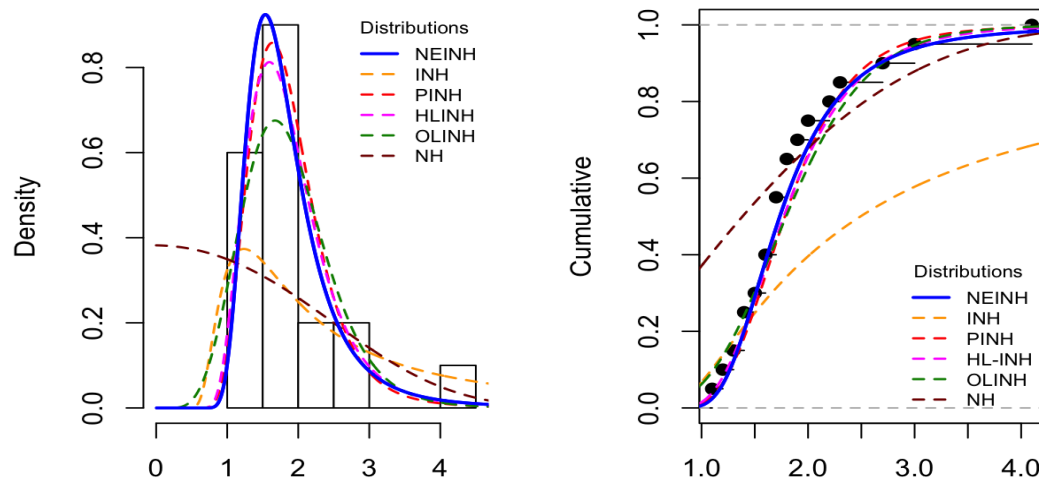 Density
0.0 0.2 0.4 0.6 0.8
0 1 2 3 4
Distributions
NEINH
INH
PINH
HLINH
OLINH
NH
Cumulative
0.0 0.2 0.4 0.6 0.8 1.0
1.0 2.0 3.0 4.0
Distributions
NEINH
INH
PINH
HL-INH
OLINH
NH